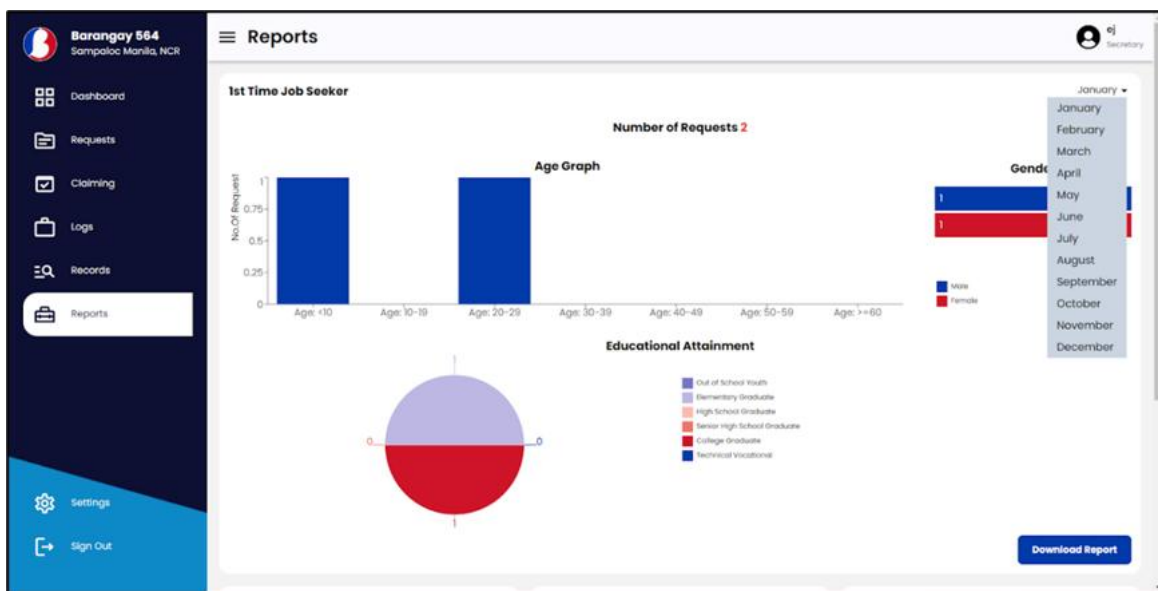 Barangay 564
Sampaloc Manila, NCR
Dashboard
Requests
Claiming
Logs
Records
Reports
Settings
Sign Out
Reports
ej
Secretary
1st Time Job Seeker
January
January
February
March
April
May
June
July
August
September
October
November
December
Number of Requests 2
Age Graph
No.Of Request
1
0.75
0.5
0.25
0
Age: <10
Age: 10-19
Age: 20-29
Age: 30-39
Age: 40-49
Age: 50-59
Age: >=60
Gende
1
1
Male
Female
Educational Attainment
1
0
0
1
Out of School Youth
Elementary Graduate
High School Graduate
Senior High School Graduate
College Graduate
Technical Vocational
Download Report